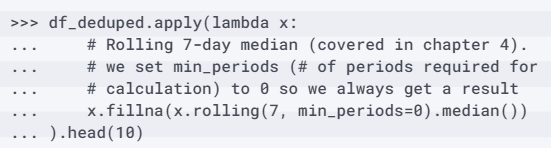 >>> df_deduped.apply(lambda x:
...     # Rolling 7-day median (covered in chapter 4).
...     # we set min_periods (# of periods required for
...     # calculation) to 0 so we always get a result
...     x.fillna(x.rolling(7, min_periods=0).median())
... ).head(10)